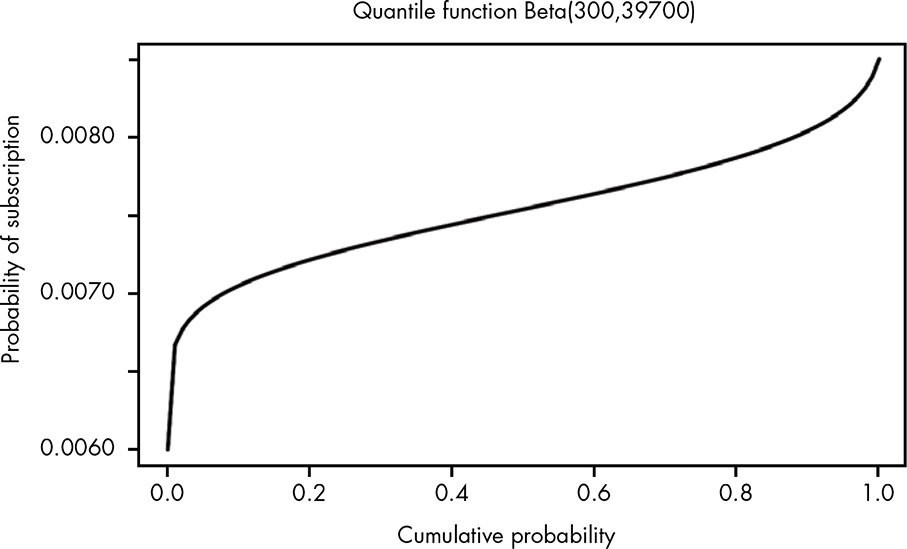 Quantile function Beta(300,39700)
Probability of subscription
0.0080
0.0070
0.0060
0.0 0.2 0.4 0.6 0.8 1.0
Cumulative probability